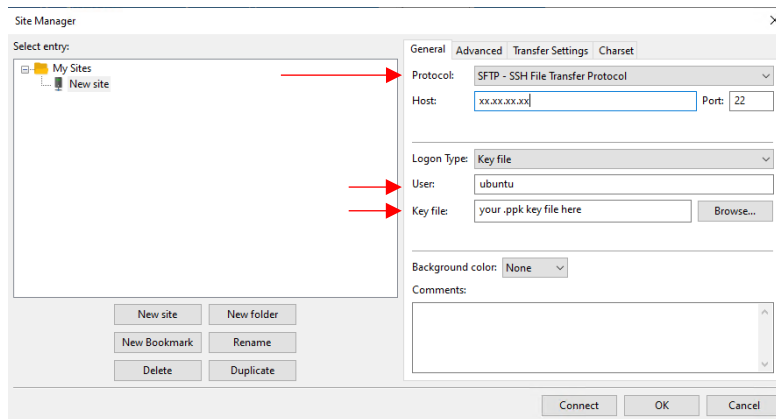 Site Manager
Select entry:
My Sites
New site
General Advanced Transfer Settings Charset
Protocol: SFTP - SSH File Transfer Protocol
Host: xx.xx.xx.xx Port: 22
Logon Type: Key file
User: ubuntu
Key file: your .ppk key file here Browse...
Background color: None
Comments:
New site New folder
New Bookmark Rename
Delete Duplicate
Connect OK Cancel